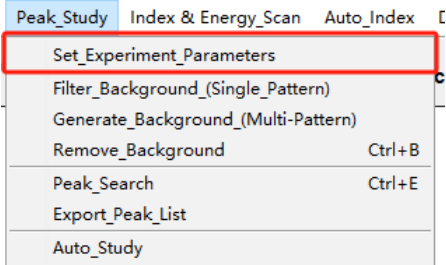 Peak_Study Index & Energy_Scan Auto_Index
Set_Experiment_Parameters
Filter_Background_(Single_Pattern)
Generate_Background_(Multi-Pattern)
Remove_Background Ctrl+B
Peak_Search Ctrl+E
Export_Peak_List
Auto_Study